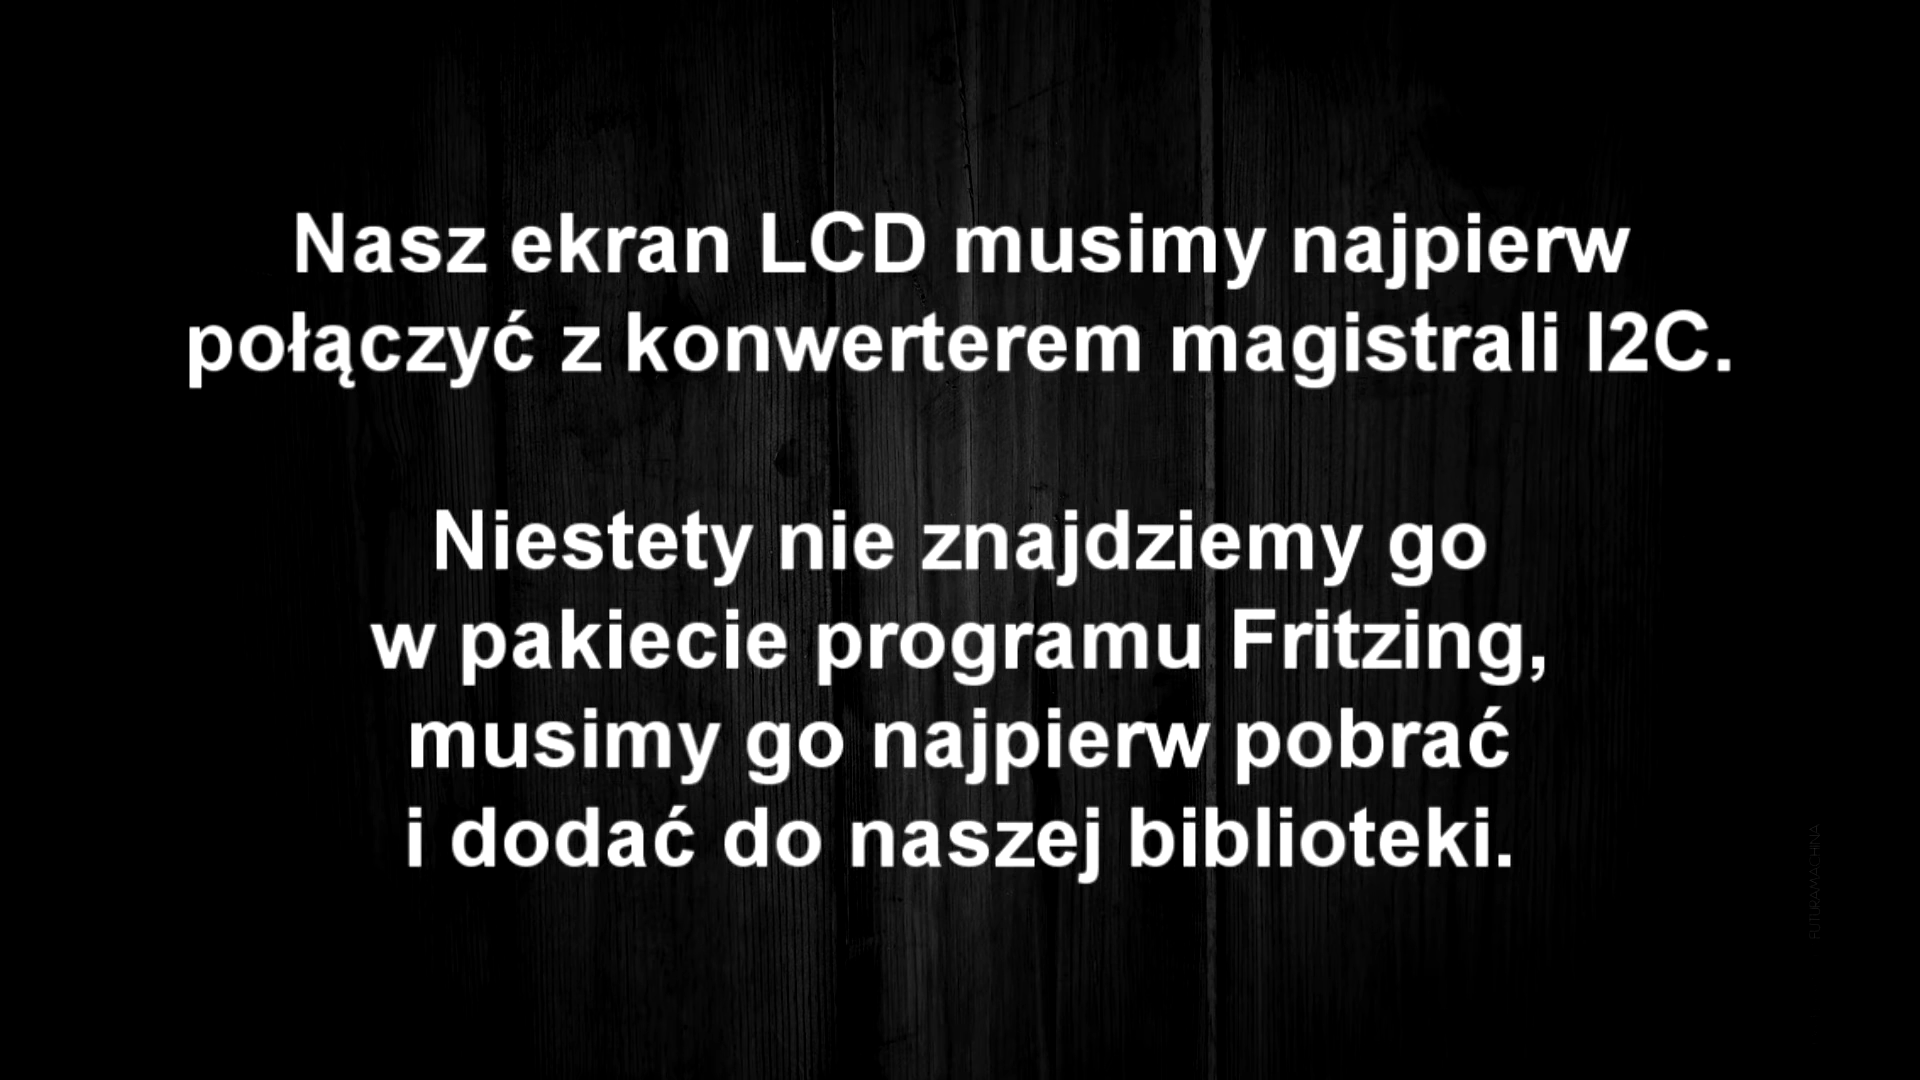 Nasz ekran LCD musimy najpierw
połączyć z konwerterem magistrali I2C.
Niestety nie znajdziemy go
w pakiecie programu Fritzing,
musimy go najpierw pobrać
i dodać do naszej biblioteki.
FUTURAMACHINA